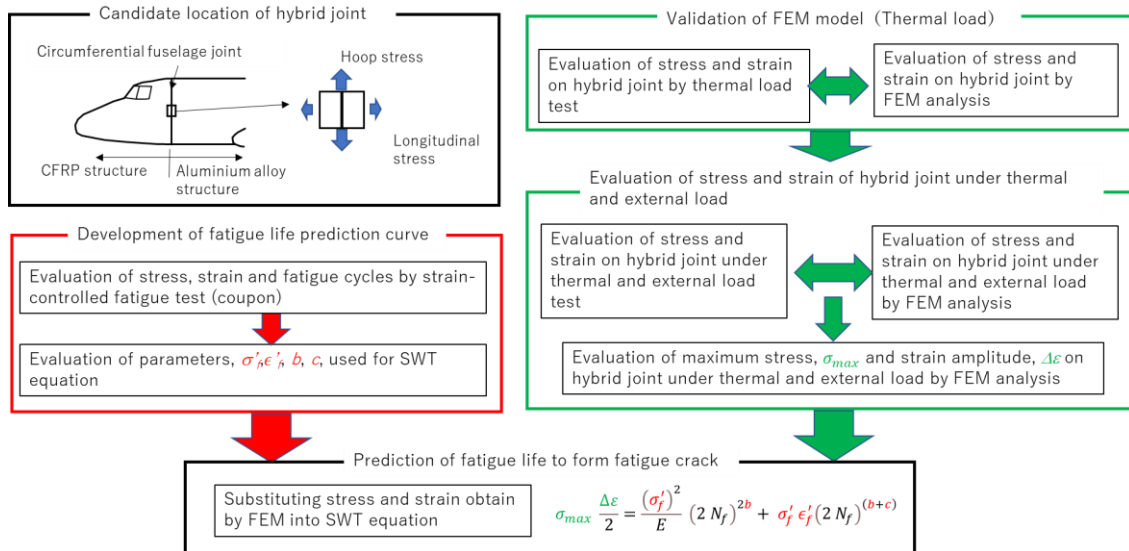 Candidate location of hybrid joint
Circumferential fuselage joint
Hoop stress
Longitudinal
stress
CFRP structure
Aluminium alloy
structure
Development of fatigue life prediction curve
Evaluation of stress, strain and fatigue cycles by strain-
controlled fatigue test (coupon)
Evaluation of parameters, σ'f,ϵ'f, b, c, used for SWT
equation
Validation of FEM model（Thermal load）
Evaluation of stress and strain
on hybrid joint by thermal load
test
Evaluation of stress and
strain on hybrid joint by
FEM analysis
Evaluation of stress and strain of hybrid joint under thermal
and external load
Evaluation of stress and
strain on hybrid joint under
thermal and external load
test
Evaluation of stress and
strain on hybrid joint under
thermal and external load
by FEM analysis
Evaluation of maximum stress, σmax and strain amplitude, Δε on
hybrid joint under thermal and external load by FEM analysis
Prediction of fatigue life to form fatigue crack
Substituting stress and strain obtain
by FEM into SWT equation
σmax Δε/2 = (σ'f)²/E (2 Nf)^2b + σ'f ϵ'f(2 Nf)^(b+c)